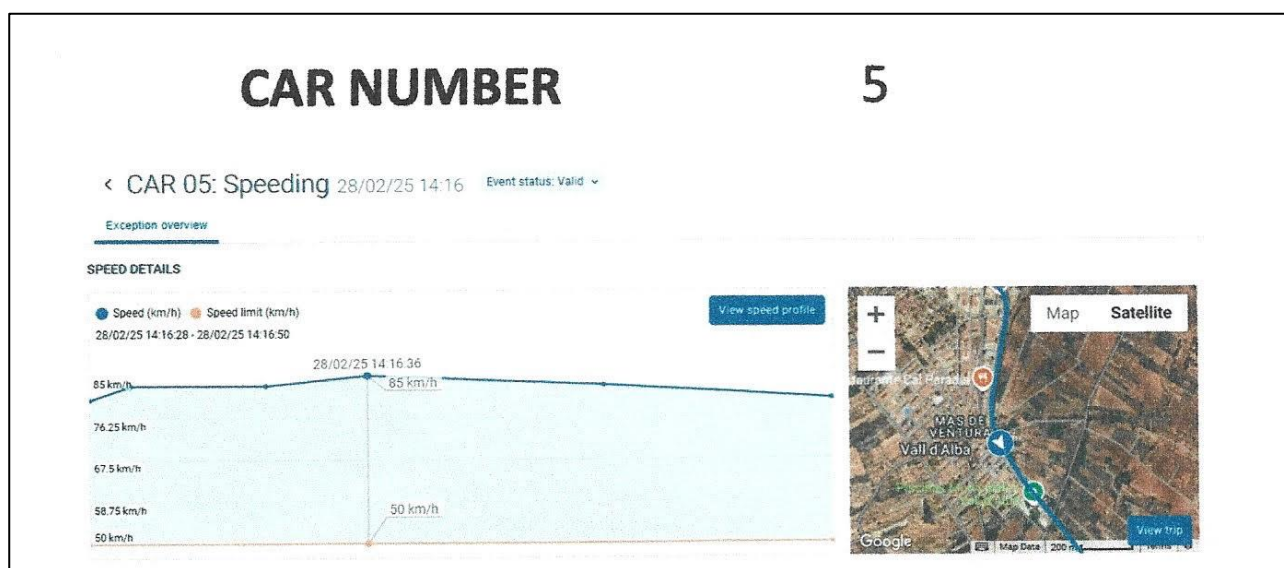 CAR NUMBER 5
< CAR 05: Speeding 28/02/25 14:16 Event status: Valid
Exception overview
SPEED DETAILS
Speed (km/h) Speed limit (km/h)
View speed profile
28/02/25 14:16:28 - 28/02/25 14:16:50
28/02/25 14:16:36
85 km/h
85 km/h
76.25 km/h
67.5 km/h
58.75 km/h
50 km/h
50 km/h
+
−
Map Satellite
MAS DE
VENTURA
Vall d'Alba
View trip
Google
Map Data 200 m